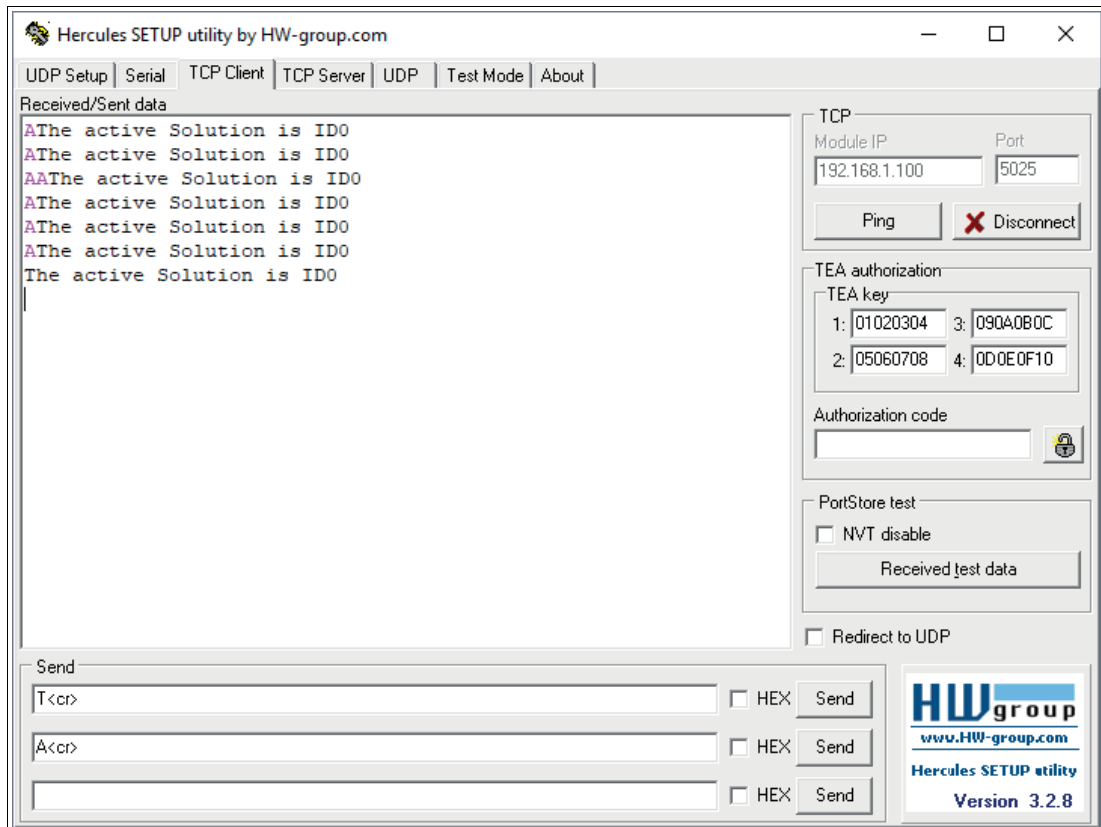 Hercules SETUP utility by HW-group.com
UDP Setup Serial TCP Client TCP Server UDP Test Mode About
Received/Sent data
AThe active Solution is ID0
AThe active Solution is ID0
AAThe active Solution is ID0
AThe active Solution is ID0
AThe active Solution is ID0
AThe active Solution is ID0
The active Solution is ID0
TCP
Module IP Port
192.168.1.100 5025
Ping Disconnect
TEA authorization
TEA key
1: 01020304 3: 090A0B0C
2: 05060708 4: 0D0E0F10
Authorization code
PortStore test
NVT disable
Received test data
Redirect to UDP
Send
T<cr> HEX Send
A<cr> HEX Send
HEX Send
HW group
www.HW-group.com
Hercules SETUP utility
Version 3.2.8